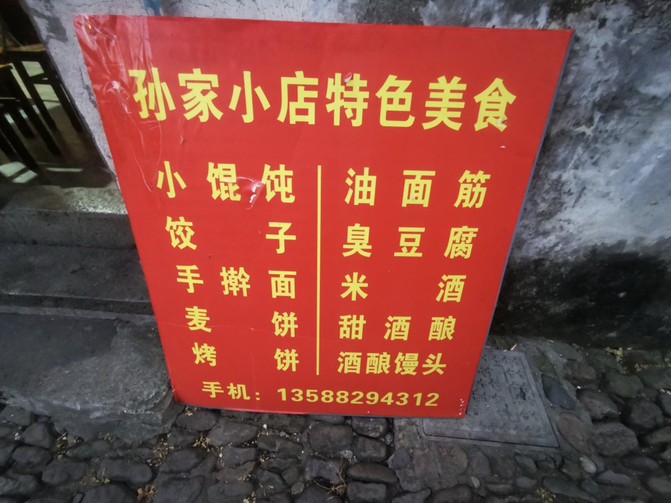 孙家小店特色美食
小馄饨 油面筋
饺子 臭豆腐
手擀面 米酒
麦饼 甜酒酿
烤饼 酒酿馒头
手机：13588294312